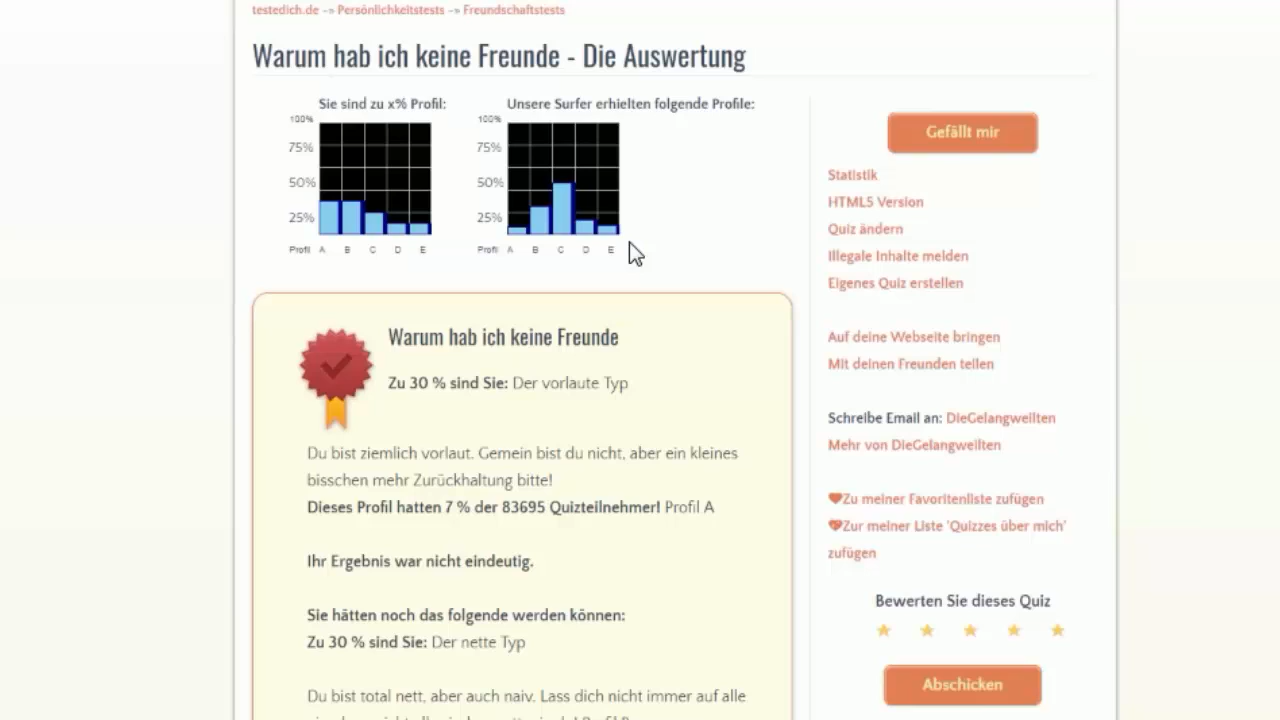 testedich.de -» Persönlichkeitstests -» Freundschaftstests
Warum hab ich keine Freunde - Die Auswertung
Sie sind zu x% Profil:
100%
75%
50%
25%
Profil A B C D E
Unsere Surfer erhielten folgende Profile:
100%
75%
50%
25%
Profil A B C D E
Warum hab ich keine Freunde
Zu 30 % sind Sie: Der vorlaute Typ
Du bist ziemlich vorlaut. Gemein bist du nicht, aber ein kleines
bisschen mehr Zurückhaltung bitte!
Dieses Profil hatten 7 % der 83695 Quizteilnehmer! Profil A
Ihr Ergebnis war nicht eindeutig.
Sie hätten noch das folgende werden können:
Zu 30 % sind Sie: Der nette Typ
Du bist total nett, aber auch naiv. Lass dich nicht immer auf alle
Gefällt mir
Statistik
HTML5 Version
Quiz ändern
Illegale Inhalte melden
Eigenes Quiz erstellen
Auf deine Webseite bringen
Mit deinen Freunden teilen
Schreibe Email an: DieGelangweilten
Mehr von DieGelangweilten
Zu meiner Favoritenliste zufügen
Zur meiner Liste 'Quizzes über mich'
zufügen
Bewerten Sie dieses Quiz
Abschicken